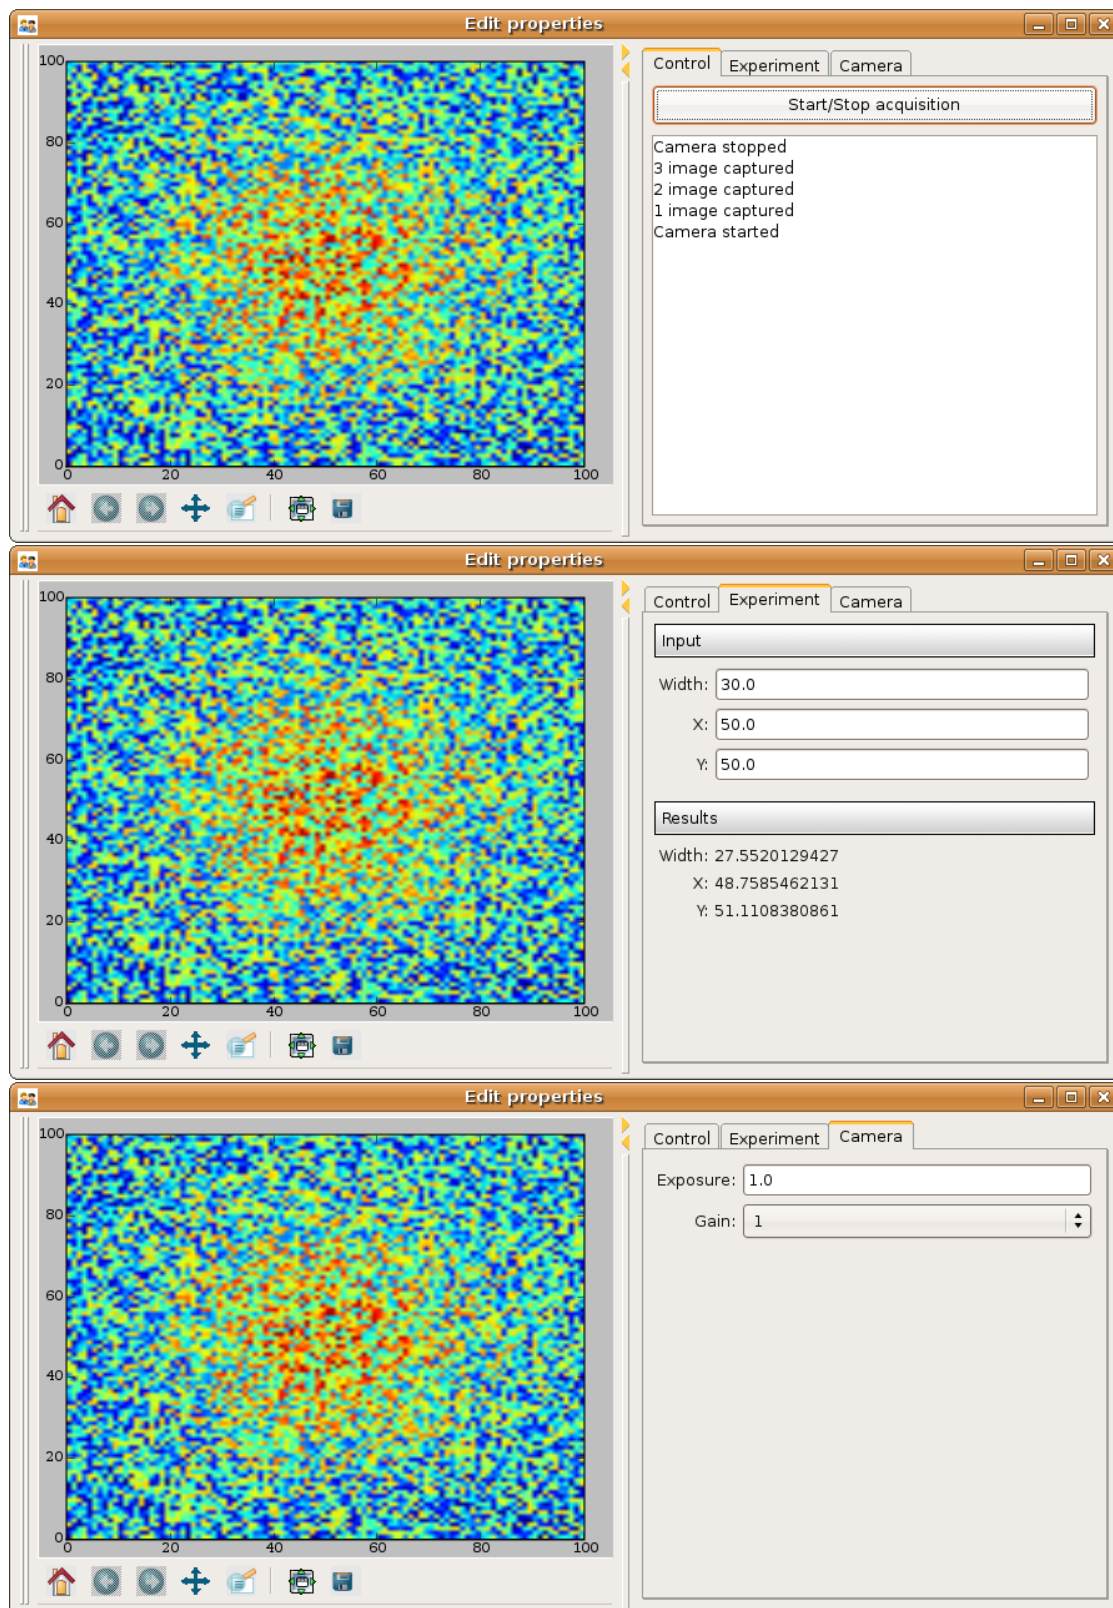 Edit properties
100
80
60
40
20
0
0 20 40 60 80 100
Control Experiment Camera
Start/Stop acquisition
Camera stopped
3 image captured
2 image captured
1 image captured
Camera started
Edit properties
100
80
60
40
20
0
0 20 40 60 80 100
Control Experiment Camera
Input
Width: 30.0
X: 50.0
Y: 50.0
Results
Width: 27.5520129427
X: 48.7585462131
Y: 51.1108380861
Edit properties
100
80
60
40
20
0
0 20 40 60 80 100
Control Experiment Camera
Exposure: 1.0
Gain: 1